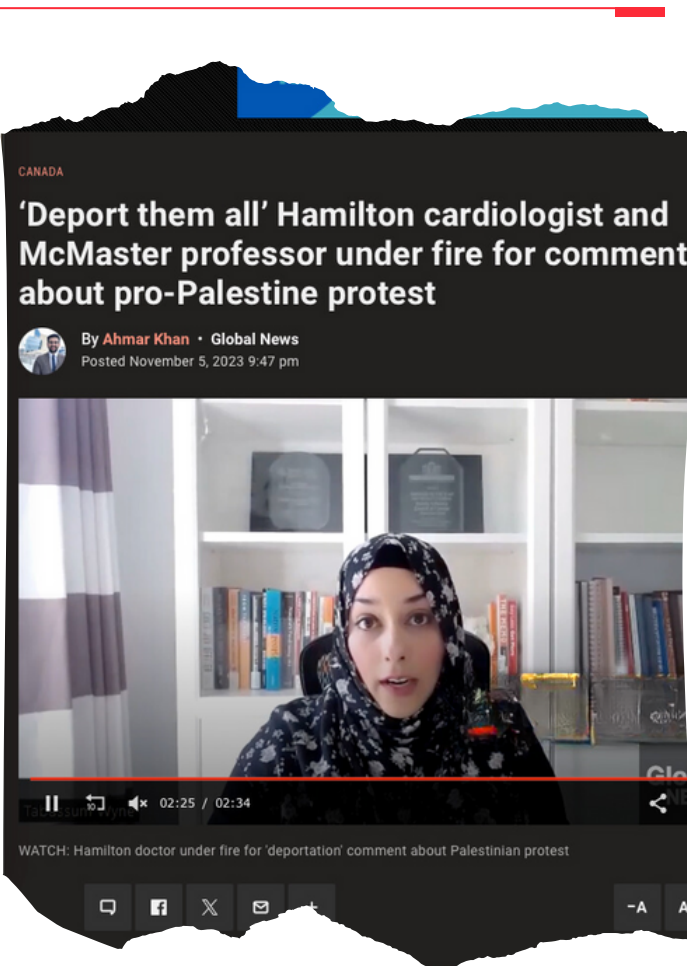 CANADA
‘Deport them all’ Hamilton cardiologist and
McMaster professor under fire for comment
about pro-Palestine protest
By Ahmar Khan • Global News
Posted November 5, 2023 9:47 pm
10
02:25 / 02:34
WATCH: Hamilton doctor under fire for 'deportation' comment about Palestinian protest
-A
A